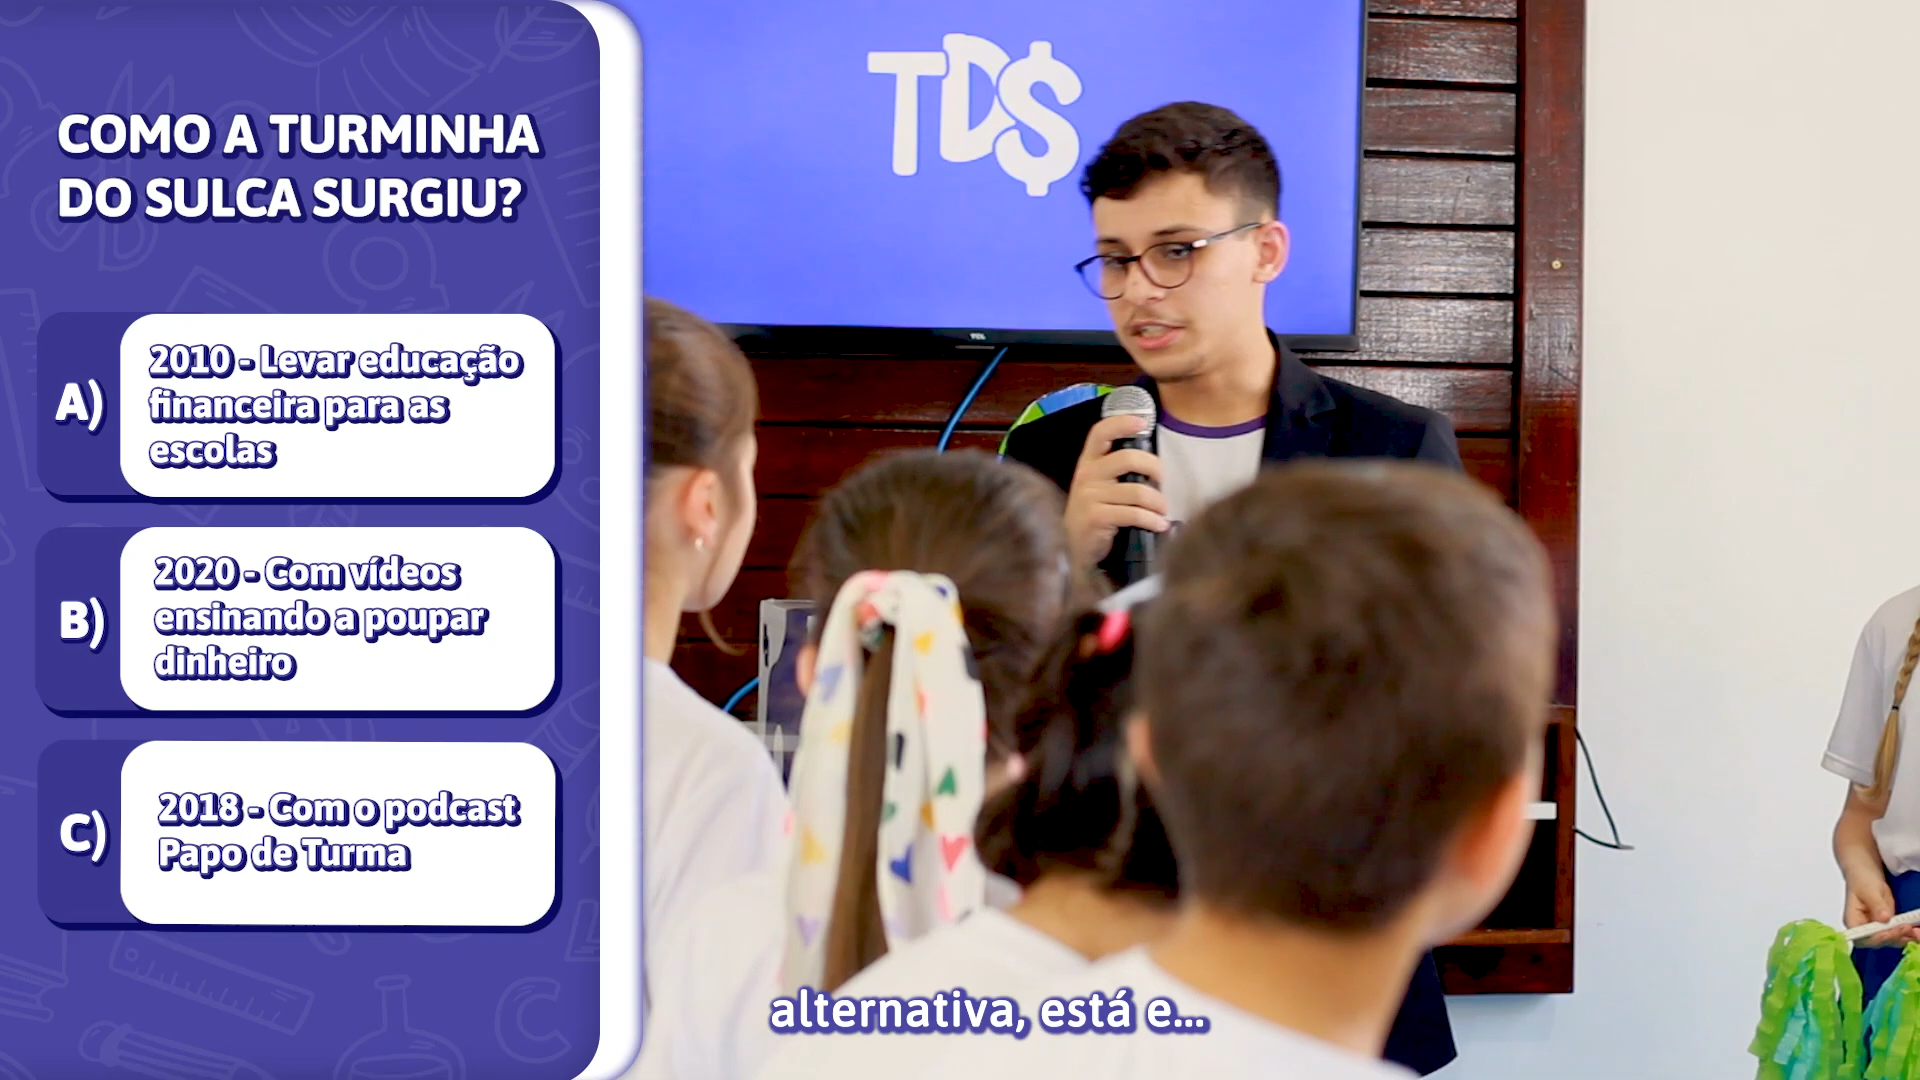 COMO A TURMINHA
DO SULCA SURGIU?
A)
2010 - Levar educação
financeira para as
escolas
B)
2020 - Com vídeos
ensinando a poupar
dinheiro
C)
2018 - Com o podcast
Papo de Turma
TD$
alternativa, está e...